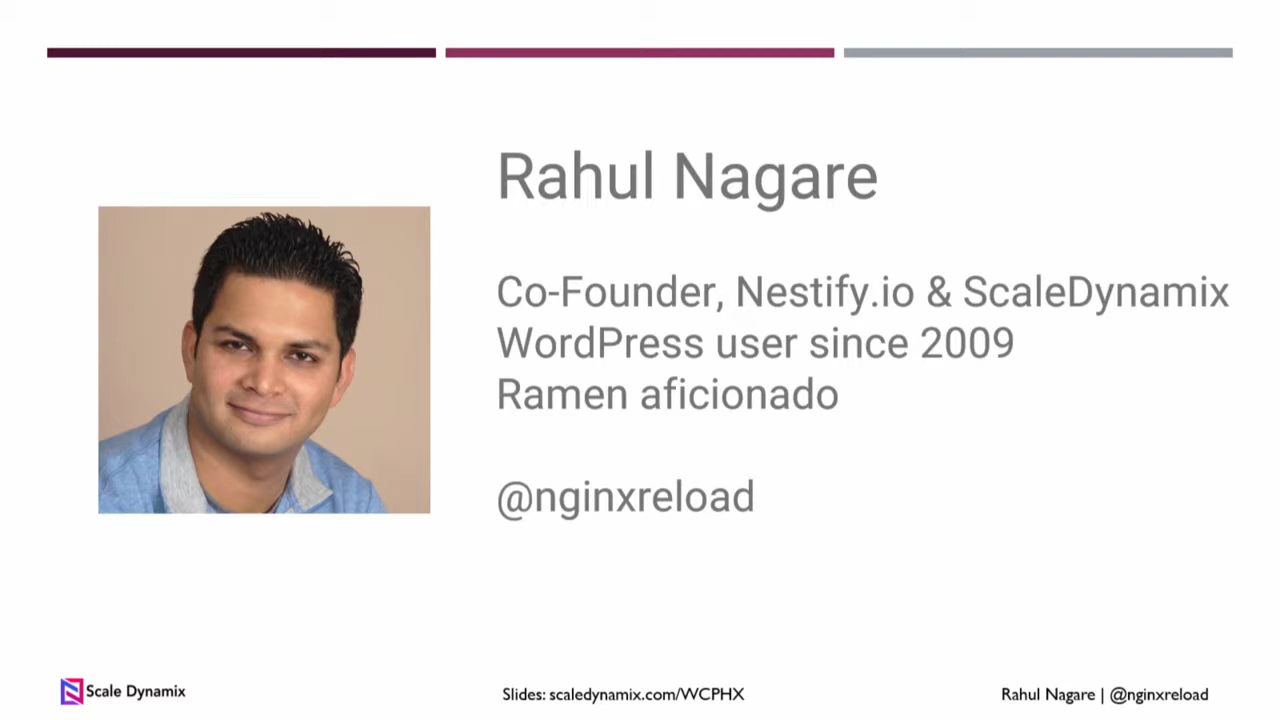 Rahul Nagare
Co-Founder, Nestify.io & ScaleDynamix
WordPress user since 2009
Ramen aficionado
@nginxreload
Scale Dynamix
Slides: scaledynamix.com/WCPHX
Rahul Nagare | @nginxreload